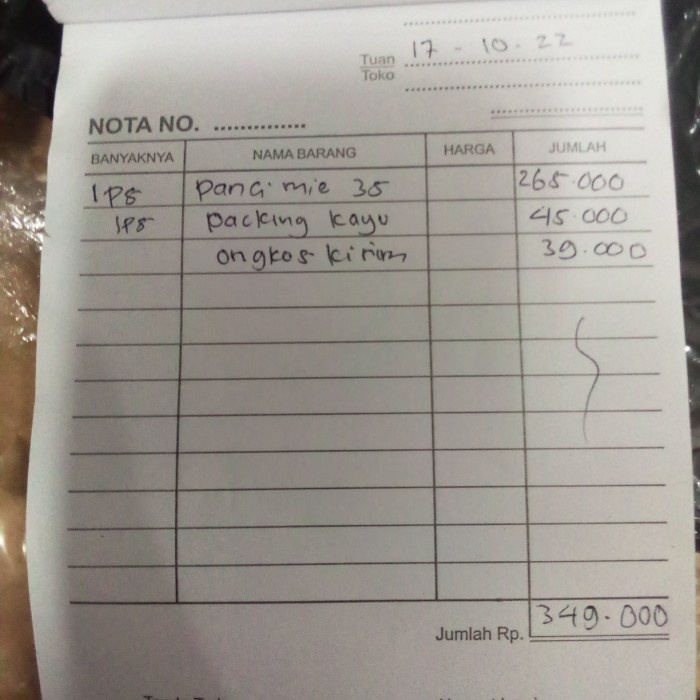 17 - 10 - 22
Tuan
Toko
NOTA NO. ..............
BANYAKNYA NAMA BARANG HARGA JUMLAH
1 ps panci mie 35 265.000
1 ps packing kayu 45.000
ongkos kirim 39.000
Jumlah Rp. 349.000